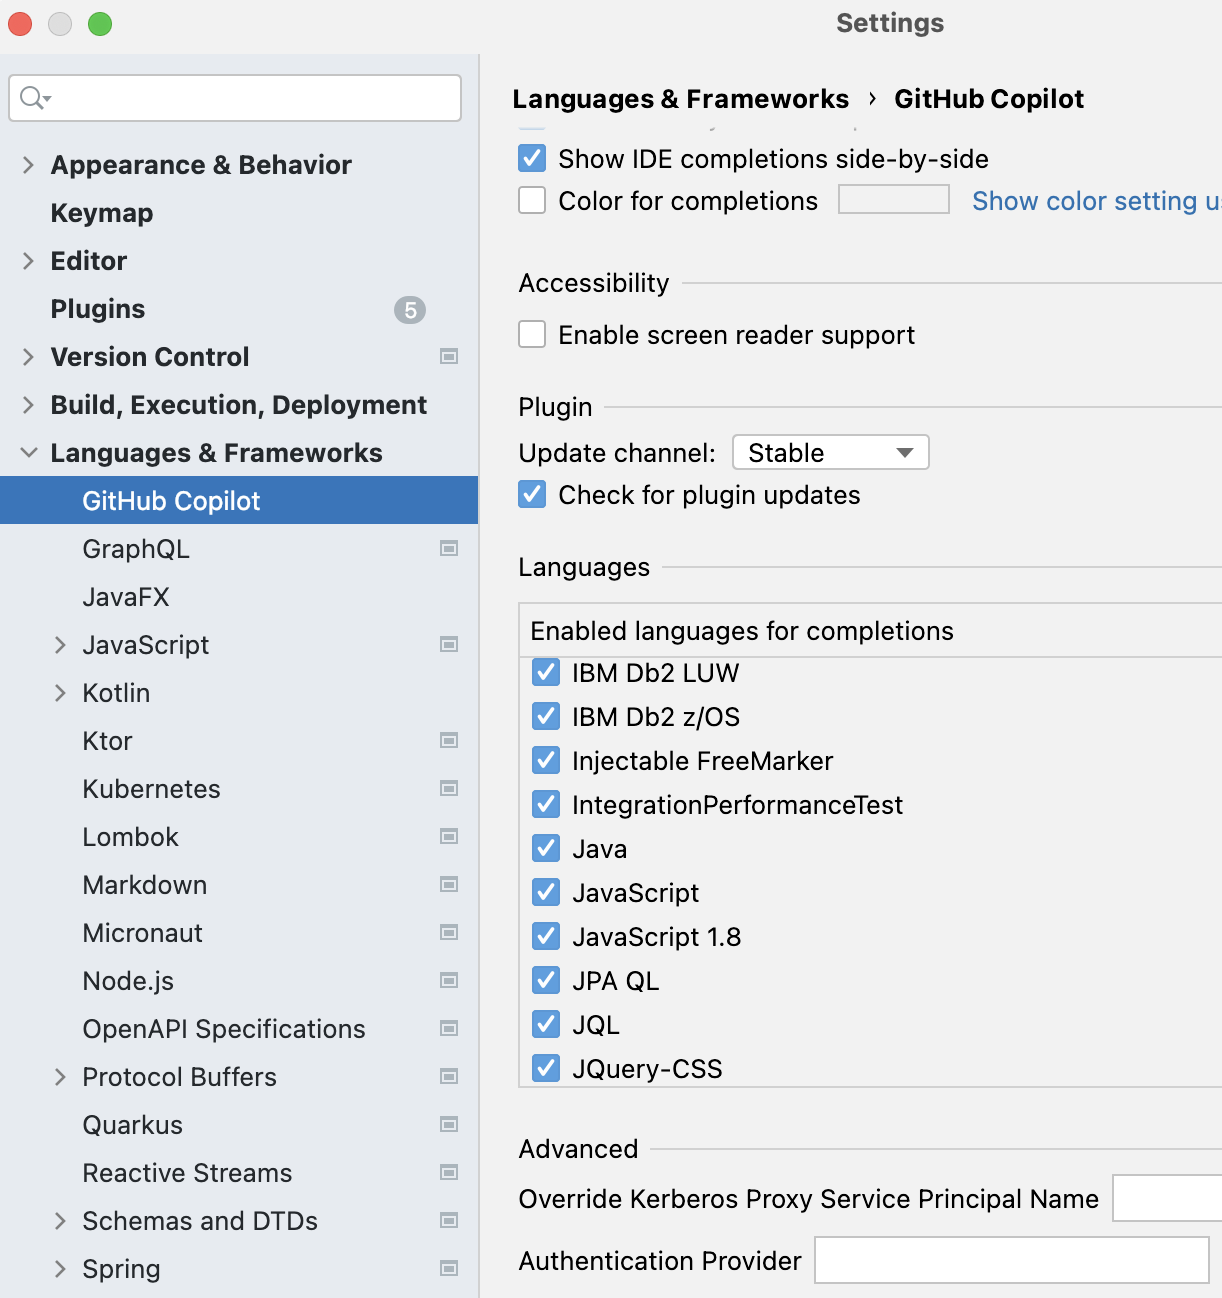 Settings
Appearance & Behavior
Keymap
Editor
Plugins 5
Version Control
Build, Execution, Deployment
Languages & Frameworks
GitHub Copilot
GraphQL
JavaFX
JavaScript
Kotlin
Ktor
Kubernetes
Lombok
Markdown
Micronaut
Node.js
OpenAPI Specifications
Protocol Buffers
Quarkus
Reactive Streams
Schemas and DTDs
Spring
Languages & Frameworks › GitHub Copilot
Show IDE completions side-by-side
Color for completions Show color setting
Accessibility
Enable screen reader support
Plugin
Update channel: Stable
Check for plugin updates
Languages
Enabled languages for completions
IBM Db2 LUW
IBM Db2 z/OS
Injectable FreeMarker
IntegrationPerformanceTest
Java
JavaScript
JavaScript 1.8
JPA QL
JQL
JQuery-CSS
Advanced
Override Kerberos Proxy Service Principal Name
Authentication Provider